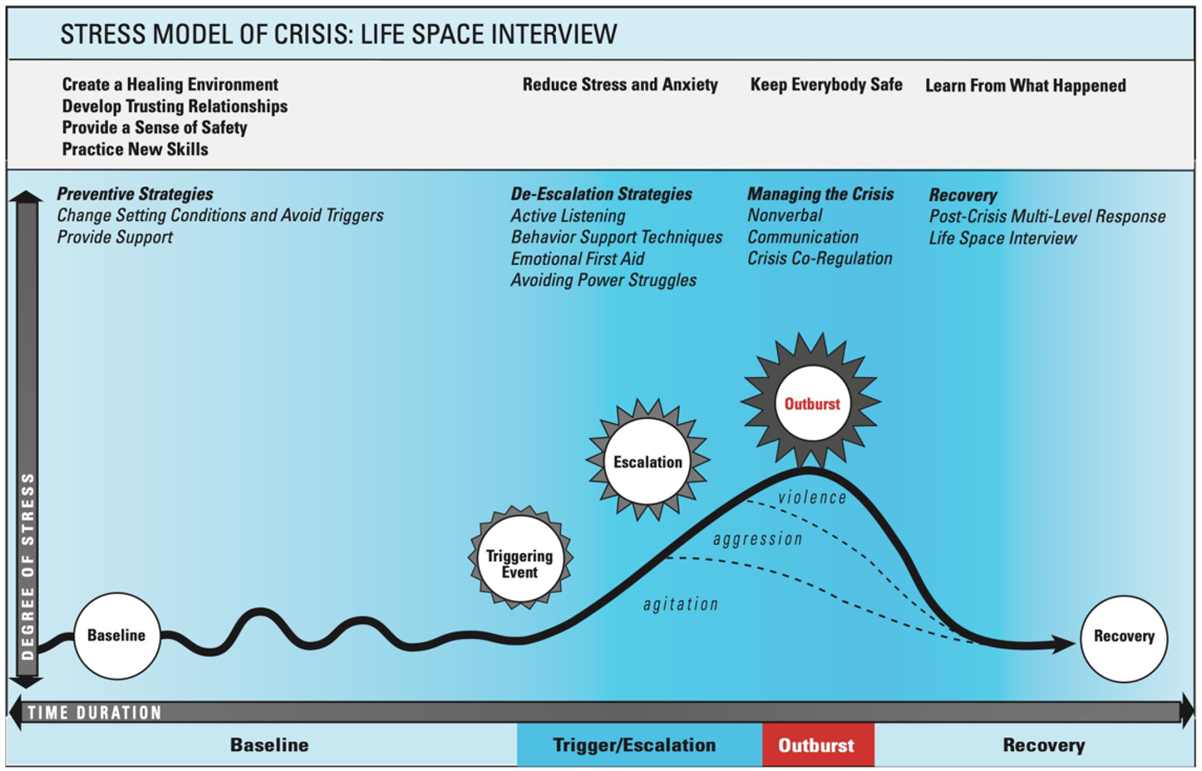 STRESS MODEL OF CRISIS: LIFE SPACE INTERVIEW
Create a Healing Environment
Develop Trusting Relationships
Provide a Sense of Safety
Practice New Skills
Reduce Stress and Anxiety
Keep Everybody Safe
Learn From What Happened
Preventive Strategies
Change Setting Conditions and Avoid Triggers
Provide Support
De-Escalation Strategies
Active Listening
Behavior Support Techniques
Emotional First Aid
Avoiding Power Struggles
Managing the Crisis
Nonverbal
Communication
Crisis Co-Regulation
Recovery
Post-Crisis Multi-Level Response
Life Space Interview
DEGREE OF STRESS
Baseline
Triggering
Event
Escalation
Outburst
violence
aggression
agitation
Recovery
TIME DURATION
Baseline
Trigger/Escalation
Outburst
Recovery